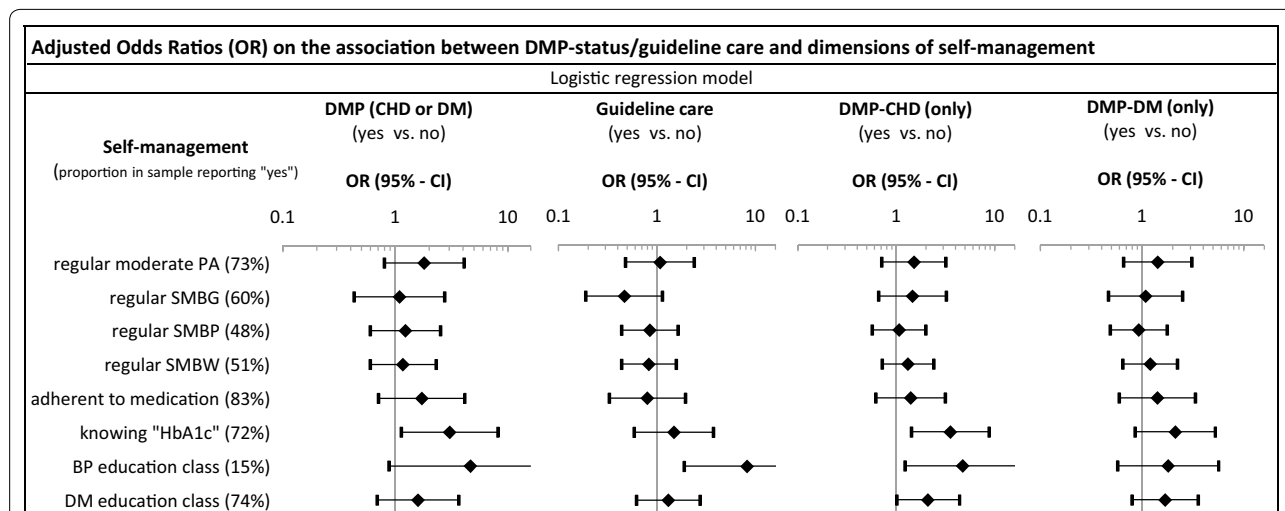 Adjusted Odds Ratios (OR) on the association between DMP-status/guideline care and dimensions of self-management
Logistic regression model
DMP (CHD or DM) Guideline care DMP-CHD (only) DMP-DM (only)
(yes vs. no) (yes vs. no) (yes vs. no) (yes vs. no)
Self-management
(proportion in sample reporting "yes")
OR (95% - CI) OR (95% - CI) OR (95% - CI) OR (95% - CI)
0.1 1 10 0.1 1 10 0.1 1 10 0.1 1 10
regular moderate PA (73%)
regular SMBG (60%)
regular SMBP (48%)
regular SMBW (51%)
adherent to medication (83%)
knowing "HbA1c" (72%)
BP education class (15%)
DM education class (74%)